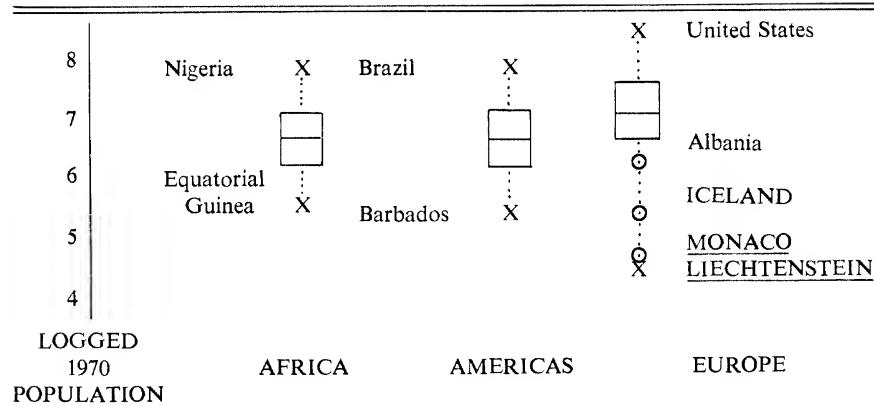 United States
8
Nigeria X Brazil X X
7
Albania
6
Equatorial
Guinea X
ICELAND
Barbados X
5
MONACO
X LIECHTENSTEIN
4
LOGGED
1970
POPULATION
AFRICA AMERICAS EUROPE